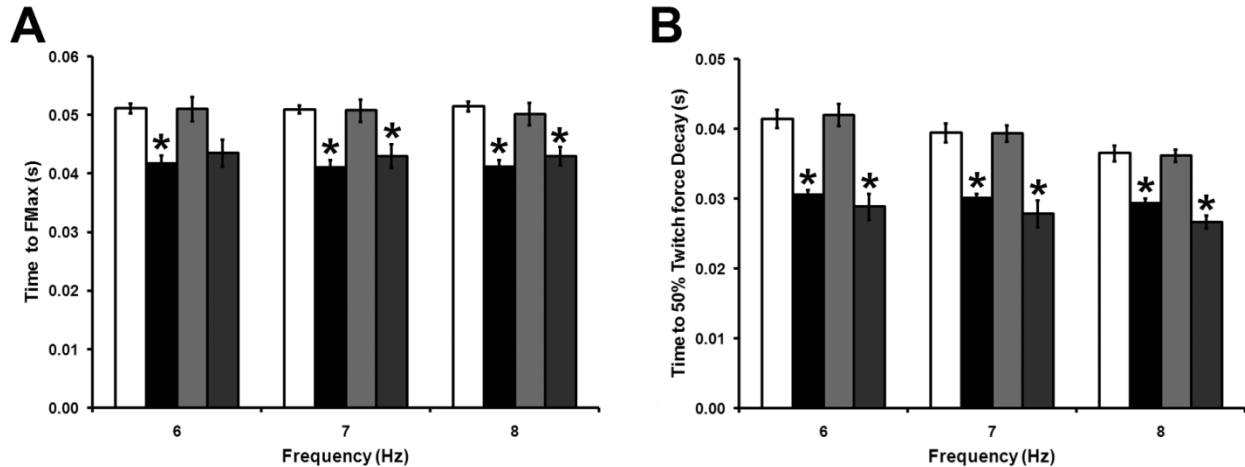 A
Time to FMax (s)
0.06
0.05
0.04
0.03
0.02
0.01
0.00
* * * * *
6 7 8
Frequency (Hz)
B
Time to 50% Twitch force Decay (s)
0.05
0.04
0.03
0.02
0.01
0.00
* * * * * *
6 7 8
Frequency (Hz)